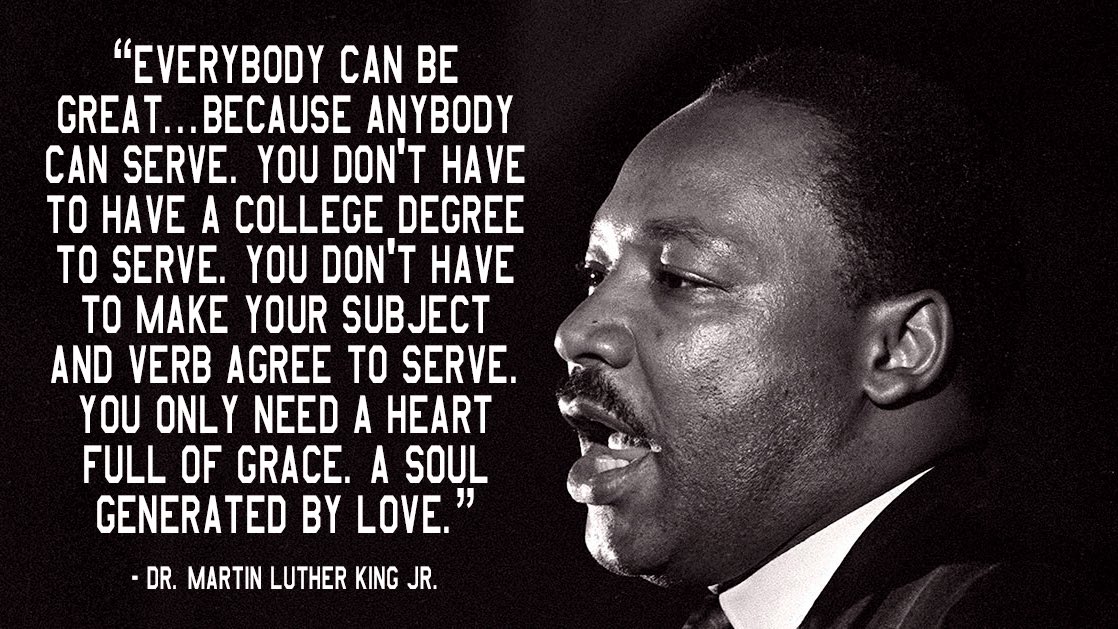 “EVERYBODY CAN BE
GREAT...BECAUSE ANYBODY
CAN SERVE. YOU DON'T HAVE
TO HAVE A COLLEGE DEGREE
TO SERVE. YOU DON'T HAVE
TO MAKE YOUR SUBJECT
AND VERB AGREE TO SERVE.
YOU ONLY NEED A HEART
FULL OF GRACE. A SOUL
GENERATED BY LOVE.”
- DR. MARTIN LUTHER KING JR.